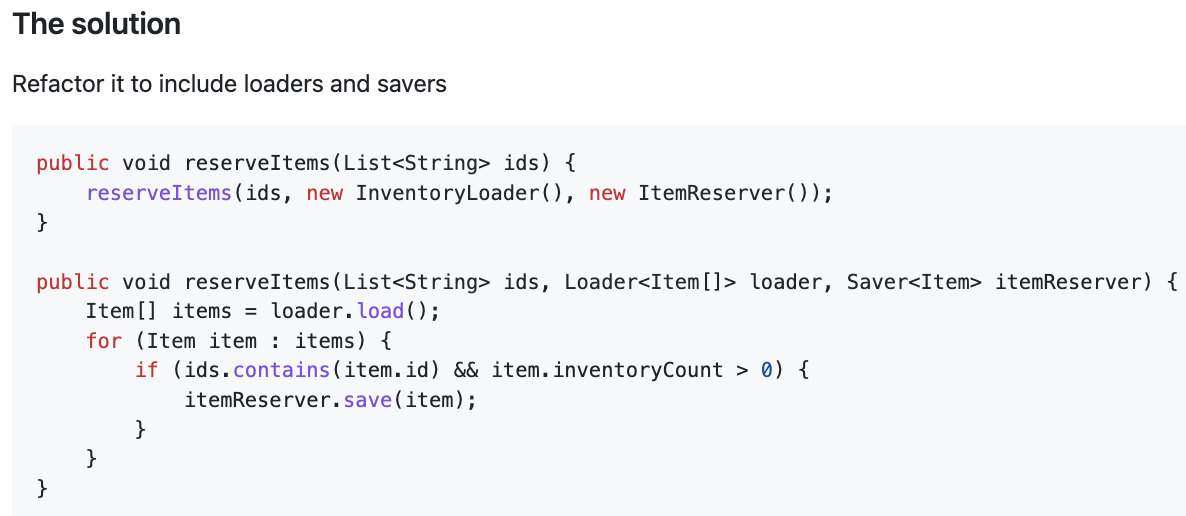 The solution
Refactor it to include loaders and savers
public void reserveItems(List<String> ids) {
    reserveItems(ids, new InventoryLoader(), new ItemReserver());
}
public void reserveItems(List<String> ids, Loader<Item[]> loader, Saver<Item> itemReserver) {
    Item[] items = loader.load();
    for (Item item : items) {
        if (ids.contains(item.id) && item.inventoryCount > 0) {
            itemReserver.save(item);
        }
    }
}